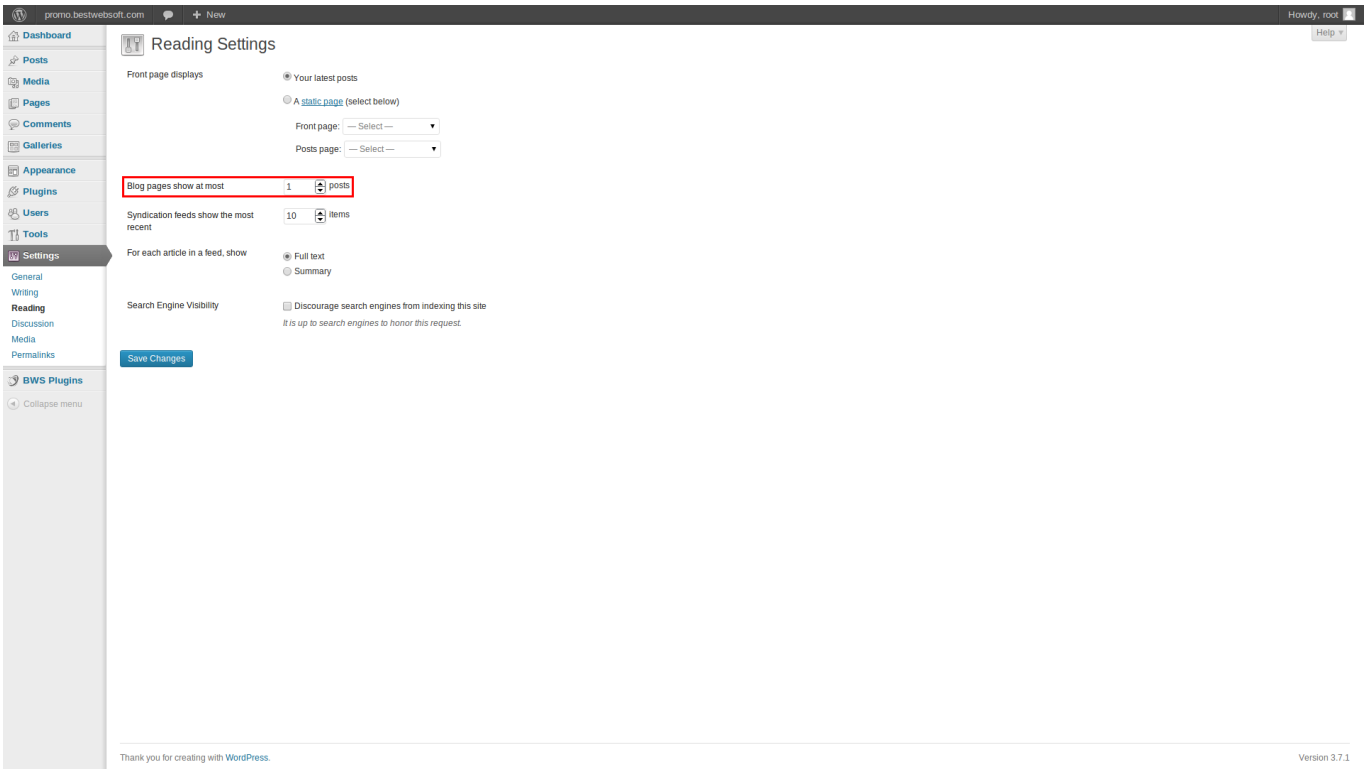 promo.bestwebsoft.com + New Howdy, root
Help
Dashboard
Posts
Media
Pages
Comments
Galleries
Appearance
Plugins
Users
Tools
Settings
General
Writing
Reading
Discussion
Media
Permalinks
BWS Plugins
Collapse menu
Reading Settings
Front page displays
Your latest posts
A static page (select below)
Front page: — Select —
Posts page: — Select —
Blog pages show at most 1 posts
Syndication feeds show the most
recent
10 items
For each article in a feed, show
Full text
Summary
Search Engine Visibility
Discourage search engines from indexing this site
It is up to search engines to honor this request.
Save Changes
Thank you for creating with WordPress. Version 3.7.1